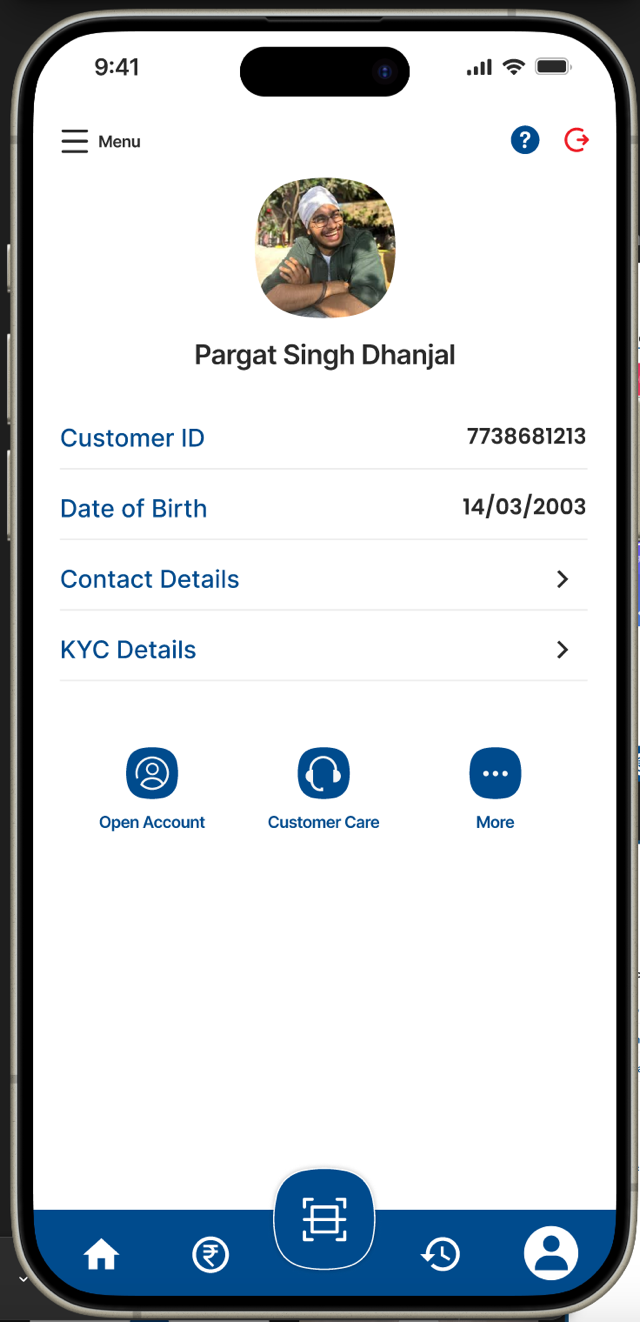 9:41
Menu
?
Pargat Singh Dhanjal
Customer ID 7738681213
Date of Birth 14/03/2003
Contact Details
KYC Details
Open Account Customer Care More
₹